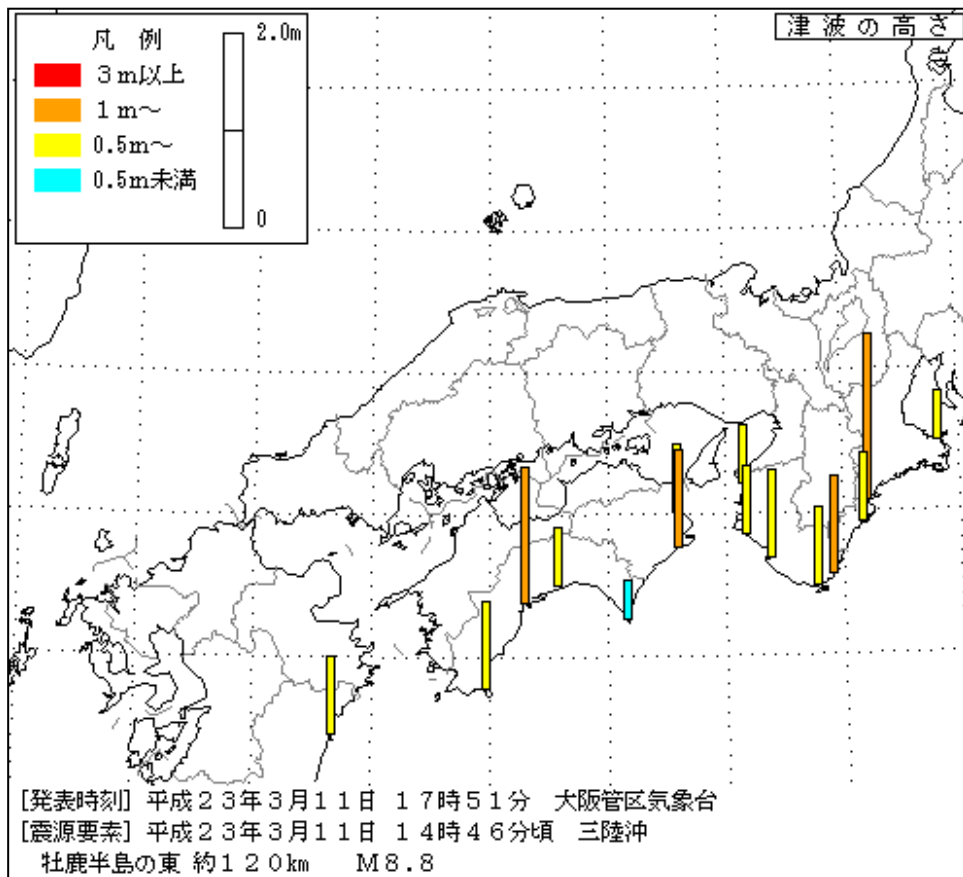 津波の高さ
凡 例
2.0m
3m以上
1m～
0.5m～
0.5m未満
0
[発表時刻] 平成23年3月11日 17時51分 大阪管区気象台
[震源要素] 平成23年3月11日 14時46分頃 三陸沖
牡鹿半島の東 約120km M8.8